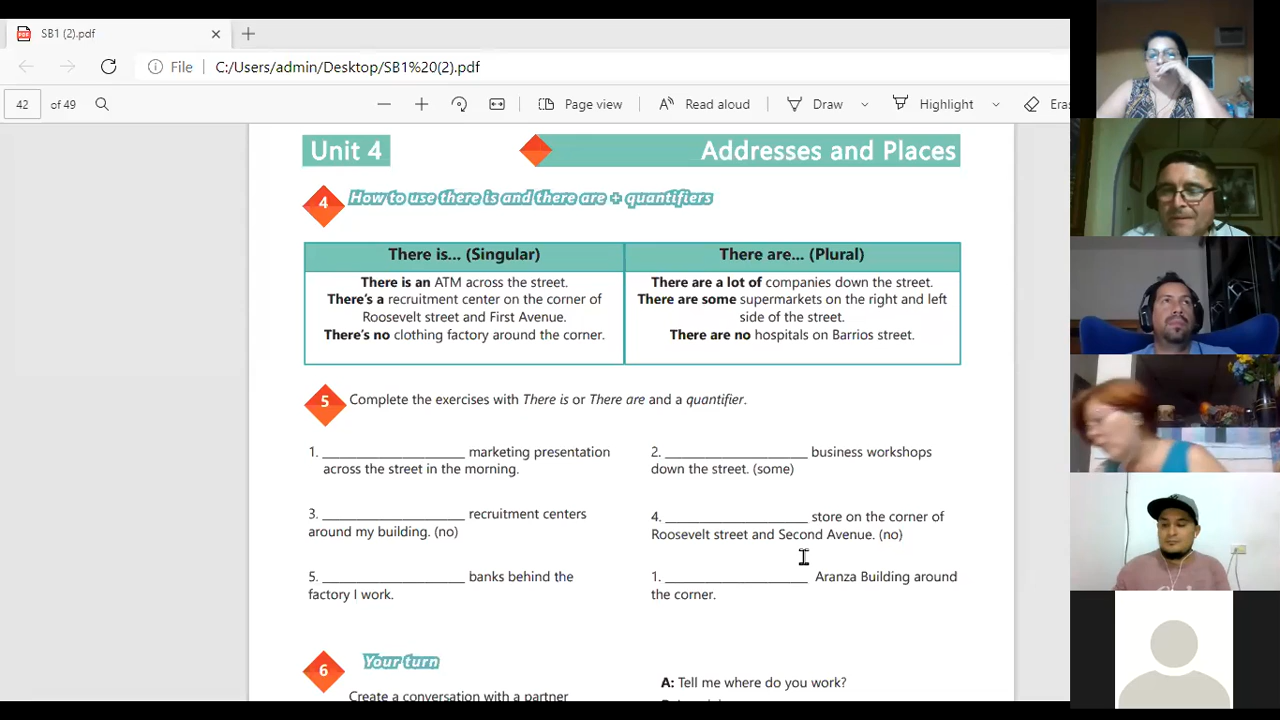 SB1 (2).pdf
File
C:/Users/admin/Desktop/SB1%20(2).pdf
42 of 49
Page view
Read aloud
Draw
Highlight
Eras
Unit 4
Addresses and Places
4 How to use there is and there are + quantifiers
There is... (Singular)
There is an ATM across the street.
There's a recruitment center on the corner of
Roosevelt street and First Avenue.
There's no clothing factory around the corner.
There are... (Plural)
There are a lot of companies down the street.
There are some supermarkets on the right and left
side of the street.
There are no hospitals on Barrios street.
5 Complete the exercises with There is or There are and a quantifier.
1. ____________________ marketing presentation
across the street in the morning.
2. ____________________ business workshops
down the street. (some)
3. ____________________ recruitment centers
around my building. (no)
4. ____________________ store on the corner of
Roosevelt street and Second Avenue. (no)
5. ____________________ banks behind the
factory I work.
1. ____________________ Aranza Building around
the corner.
6 Your turn
Create a conversation with a partner
A: Tell me where do you work?